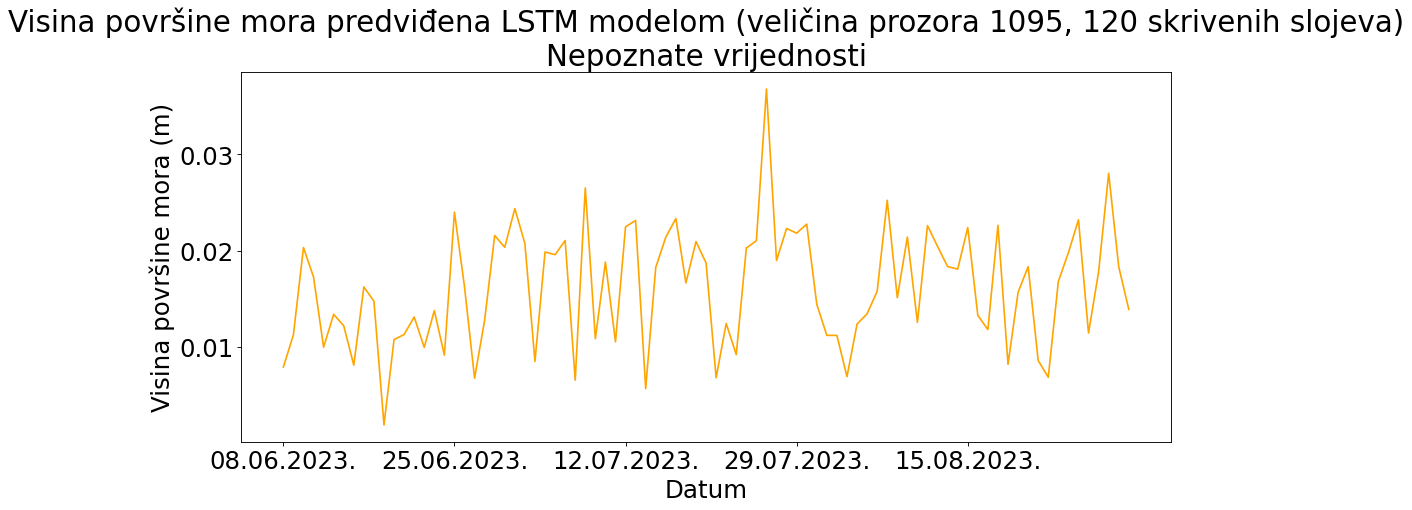 Visina površine mora predviđena LSTM modelom (veličina prozora 1095, 120 skrivenih slojeva)
Nepoznate vrijednosti
Visina površine mora (m)
0.03
0.02
0.01
08.06.2023. 25.06.2023. 12.07.2023. 29.07.2023. 15.08.2023.
Datum